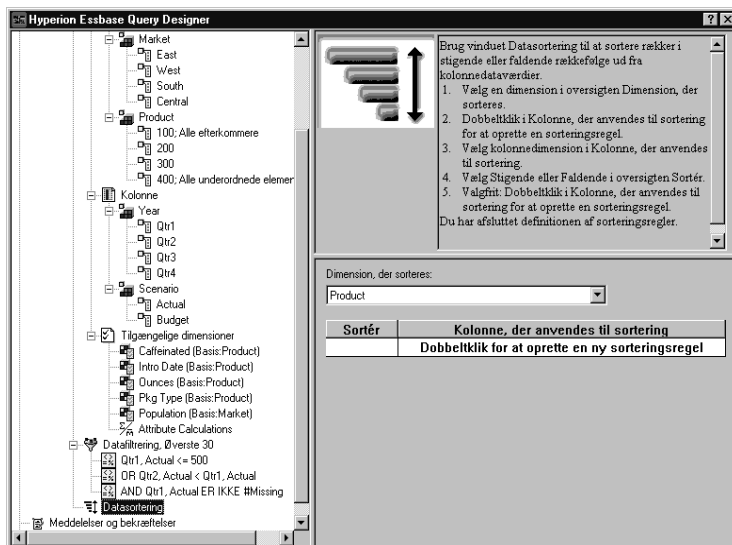 Hyperion Essbase Query Designer
Market
East
West
South
Central
Product
100; Alle efterkommere
200
300
400; Alle underordnede elemen
Kolonne
Year
Qtr1
Qtr2
Qtr3
Qtr4
Scenario
Actual
Budget
Tilgængelige dimensioner
Caffeinated (Basis:Product)
Intro Date (Basis:Product)
Ounces (Basis:Product)
Pkg Type (Basis:Product)
Population (Basis:Market)
Attribute Calculations
Datafiltrering, Øverste 30
Qtr1, Actual <= 500
OR Qtr2, Actual < Qtr1, Actual
AND Qtr1, Actual ER IKKE #Missing
Datasortering
Meddelelser og bekræftelser
Brug vinduet Datasortering til at sortere rækker i
stigende eller faldende rækkefølge ud fra
kolonnedataværdier.
1. Vælg en dimension i oversigten Dimension, der
sorteres.
2. Dobbeltklik i Kolonne, der anvendes til sortering
for at oprette en sorteringsregel.
3. Vælg kolonnedimension i Kolonne, der anvendes
til sortering.
4. Vælg Stigende eller Faldende i oversigten Sortér.
5. Valgfrit: Dobbeltklik i Kolonne, der anvendes til
sortering for at oprette en sorteringsregel.
Du har afsluttet definitionen af sorteringsregler.
Dimension, der sorteres:
Product
Sortér Kolonne, der anvendes til sortering
Dobbeltklik for at oprette en ny sorteringsregel